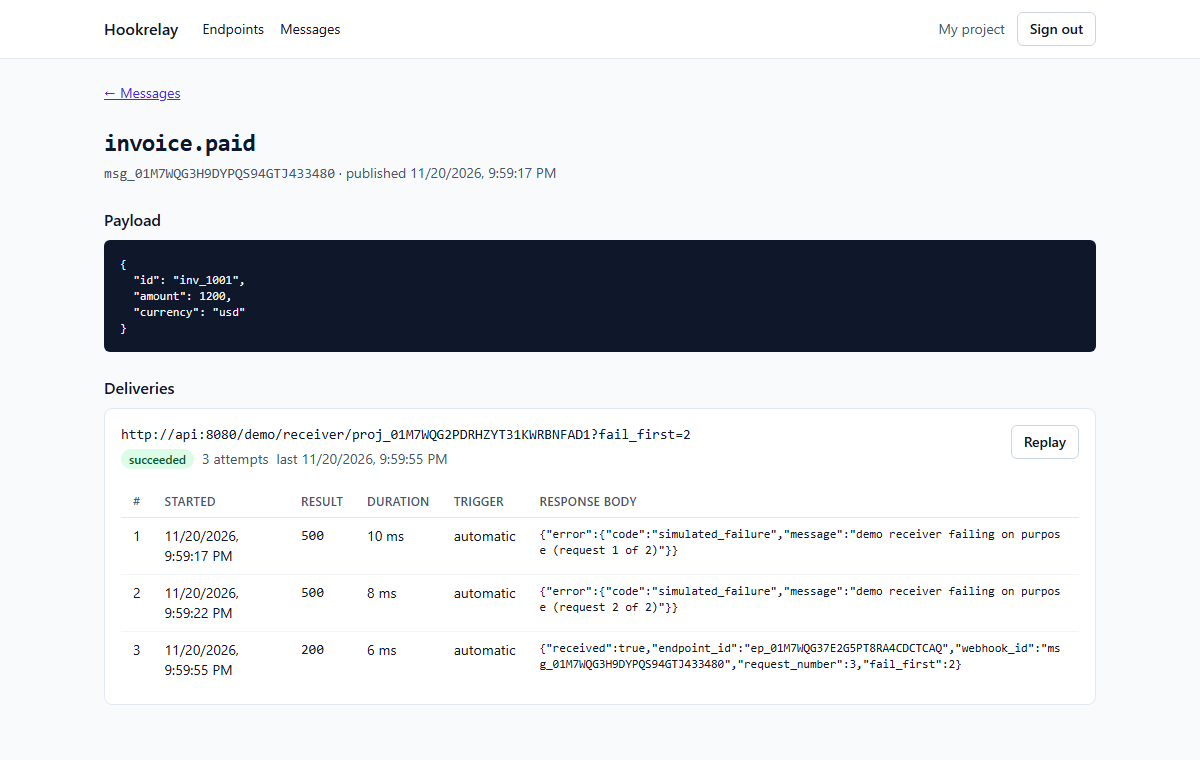 Hookrelay Endpoints Messages My project Sign out
← Messages
invoice.paid
msg_01M7WQG3H9DYPQS94GTJ433480 · published 11/20/2026, 9:59:17 PM
Payload
{
  "id": "inv_1001",
  "amount": 1200,
  "currency": "usd"
}
Deliveries
http://api:8080/demo/receiver/proj_01M7WQG2PDRHZYT31KWRBNFAD1?fail_first=2
Replay
succeeded 3 attempts last 11/20/2026, 9:59:55 PM
# STARTED RESULT DURATION TRIGGER RESPONSE BODY
1 11/20/2026, 500 10 ms automatic {"error":{"code":"simulated_failure","message":"demo receiver failing on purpos
9:59:17 PM e (request 1 of 2)"}}
2 11/20/2026, 500 8 ms automatic {"error":{"code":"simulated_failure","message":"demo receiver failing on purpos
9:59:22 PM e (request 2 of 2)"}}
3 11/20/2026, 200 6 ms automatic {"received":true,"endpoint_id":"ep_01M7WQG37E2G5PT8RA4CDCTCAQ","webhook_id":"ms
9:59:55 PM g_01M7WQG3H9DYPQS94GTJ433480","request_number":3,"fail_first":2}